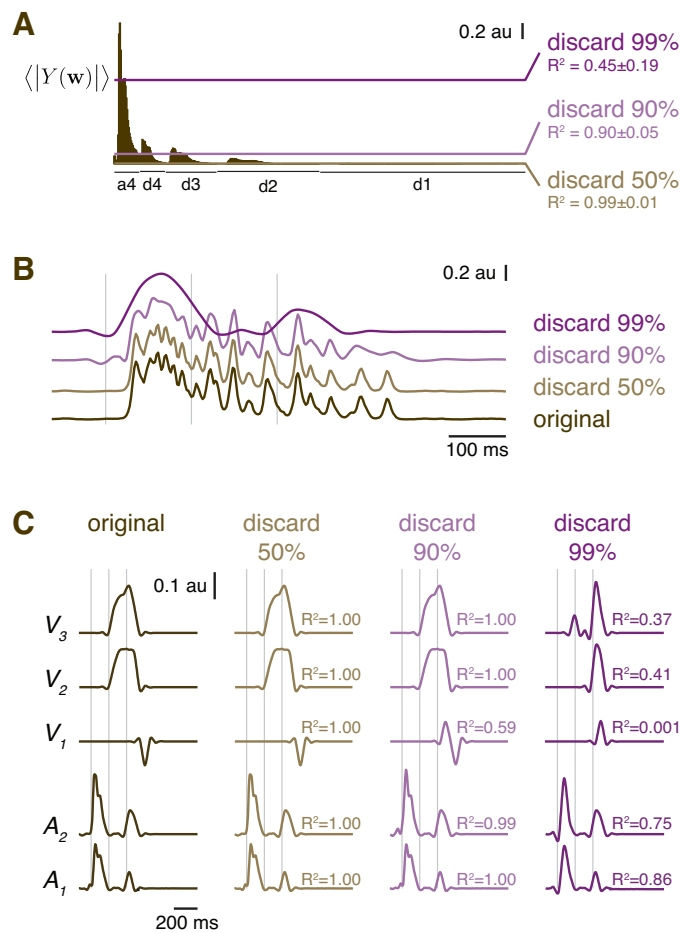 A
0.2 au
discard 99%
R² = 0.45±0.19
⟨|Y(w)|⟩
discard 90%
R² = 0.90±0.05
discard 50%
R² = 0.99±0.01
a4 d4 d3 d2 d1
B
0.2 au
discard 99%
discard 90%
discard 50%
original
100 ms
C
original
discard 50%
discard 90%
discard 99%
0.1 au
V₃
R²=1.00
R²=1.00
R²=0.37
V₂
R²=1.00
R²=1.00
R²=0.41
V₁
R²=1.00
R²=0.59
R²=0.001
A₂
R²=1.00
R²=0.99
R²=0.75
A₁
R²=1.00
R²=1.00
R²=0.86
200 ms